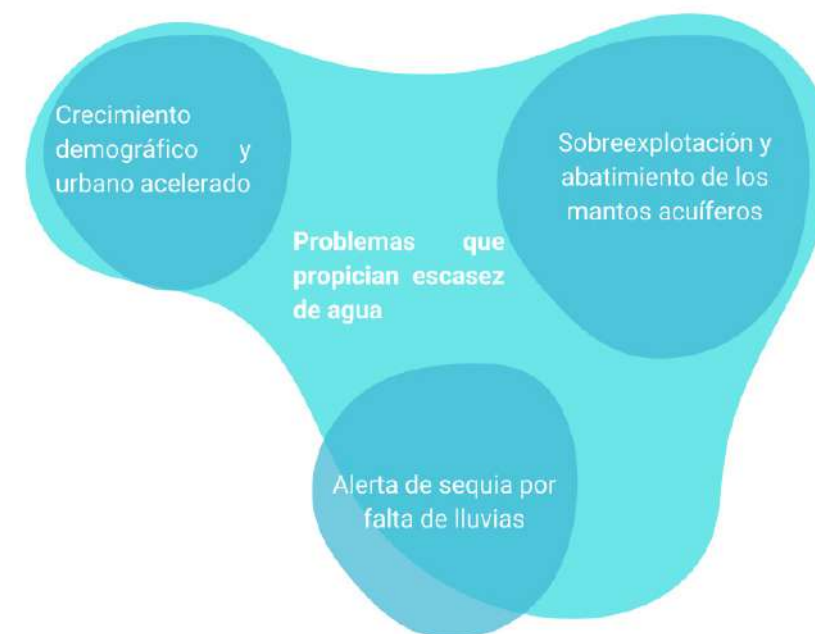 Crecimiento
demográfico y
urbano acelerado
Sobreexplotación y
abatimiento de los
mantos acuíferos
Problemas que
propician escasez
de agua
Alerta de sequia por
falta de lluvias